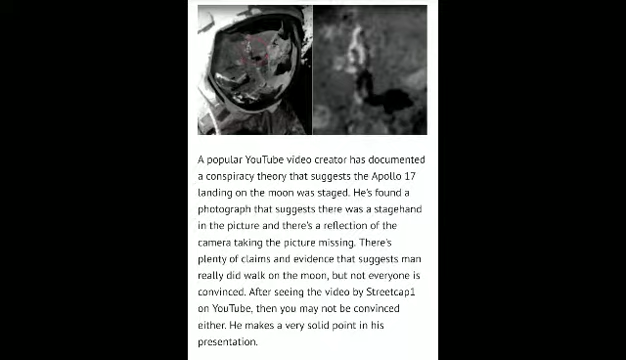 A popular YouTube video creator has documented
a conspiracy theory that suggests the Apollo 17
landing on the moon was staged. He's found a
photograph that suggests there was a stagehand
in the picture and there's a reflection of the
camera taking the picture missing. There's
plenty of claims and evidence that suggests man
really did walk on the moon, but not everyone is
convinced. After seeing the video by Streetcap1
on YouTube, then you may not be convinced
either. He makes a very solid point in his
presentation.